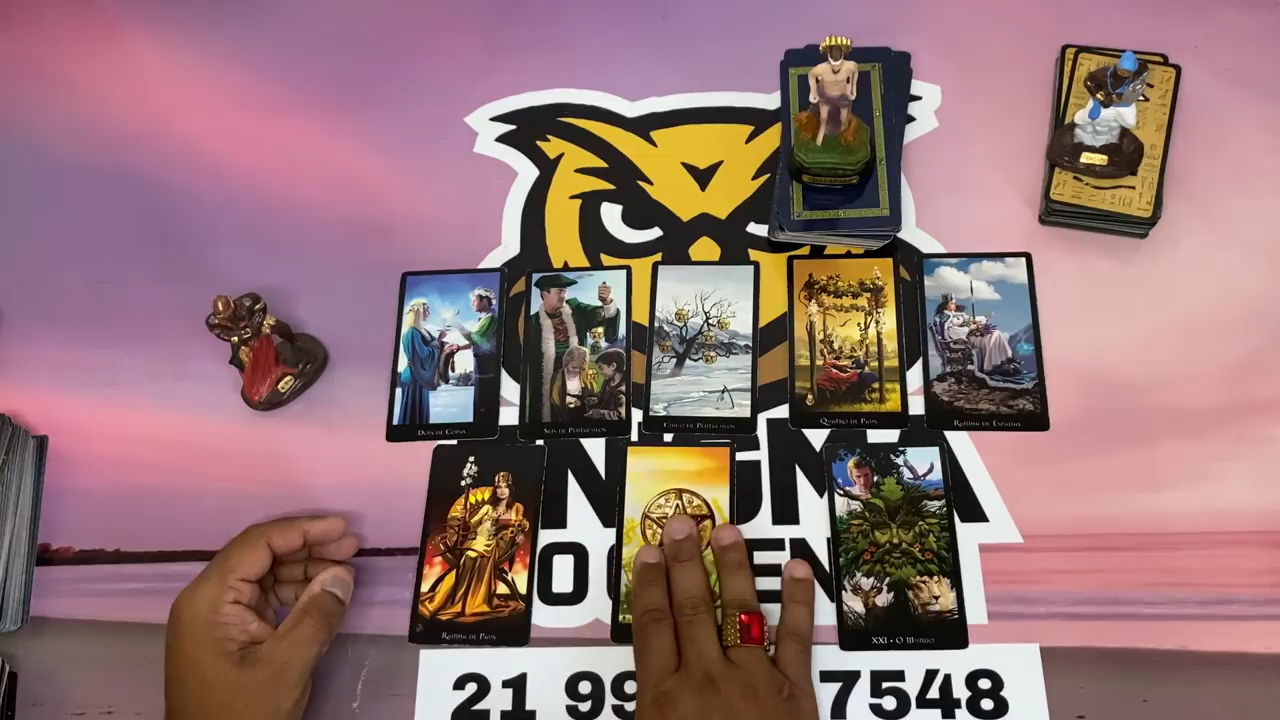 Dois de Copas
Seis de Pentáculos
Cinco de Pentáculos
Quatro de Paus
Rainha de Espadas
ENIGMA
Rainha de Paus
XXI • O Mundo
21 99
7548